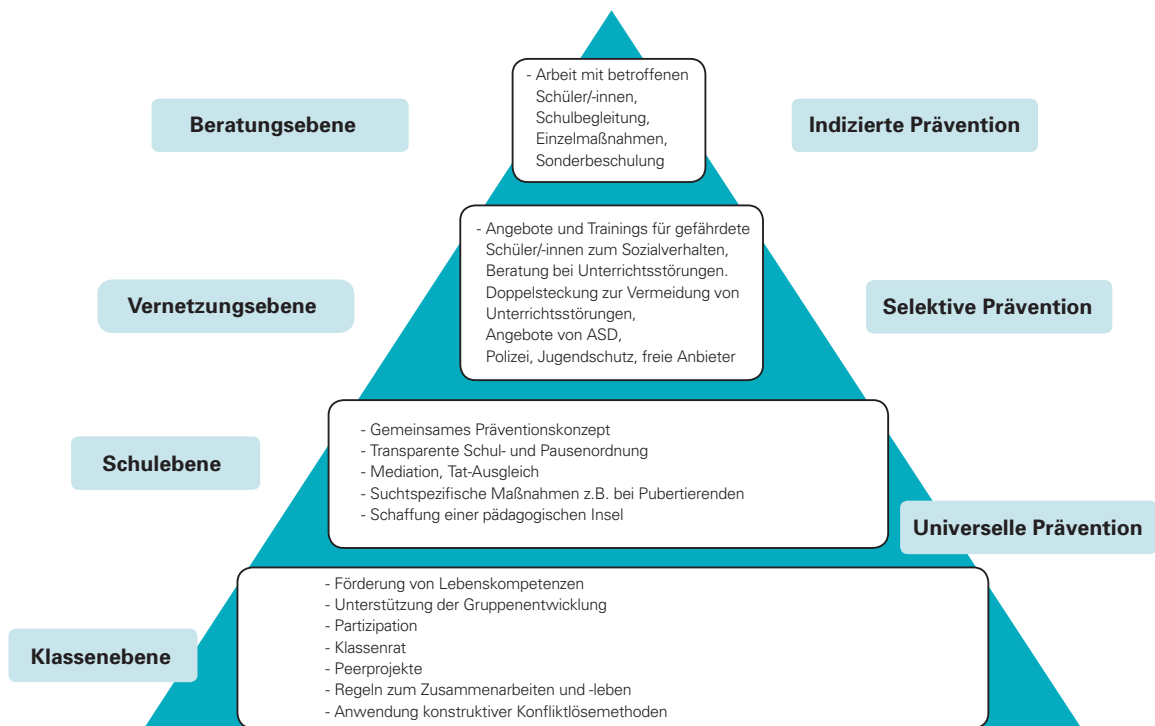 Beratungsebene
- Arbeit mit betroffenen
Schüler/-innen,
Schulbegleitung,
Einzelmaßnahmen,
Sonderbeschulung
Indizierte Prävention
Vernetzungsebene
- Angebote und Trainings für gefährdete
Schüler/-innen zum Sozialverhalten,
Beratung bei Unterrichtsstörungen.
Doppelsteckung zur Vermeidung von
Unterrichtsstörungen,
Angebote von ASD,
Polizei, Jugendschutz, freie Anbieter
Selektive Prävention
Schulebene
- Gemeinsames Präventionskonzept
- Transparente Schul- und Pausenordnung
- Mediation, Tat-Ausgleich
- Suchtspezifische Maßnahmen z.B. bei Pubertierenden
- Schaffung einer pädagogischen Insel
Universelle Prävention
Klassenebene
- Förderung von Lebenskompetenzen
- Unterstützung der Gruppenentwicklung
- Partizipation
- Klassenrat
- Peerprojekte
- Regeln zum Zusammenarbeiten und -leben
- Anwendung konstruktiver Konfliktlösemethoden